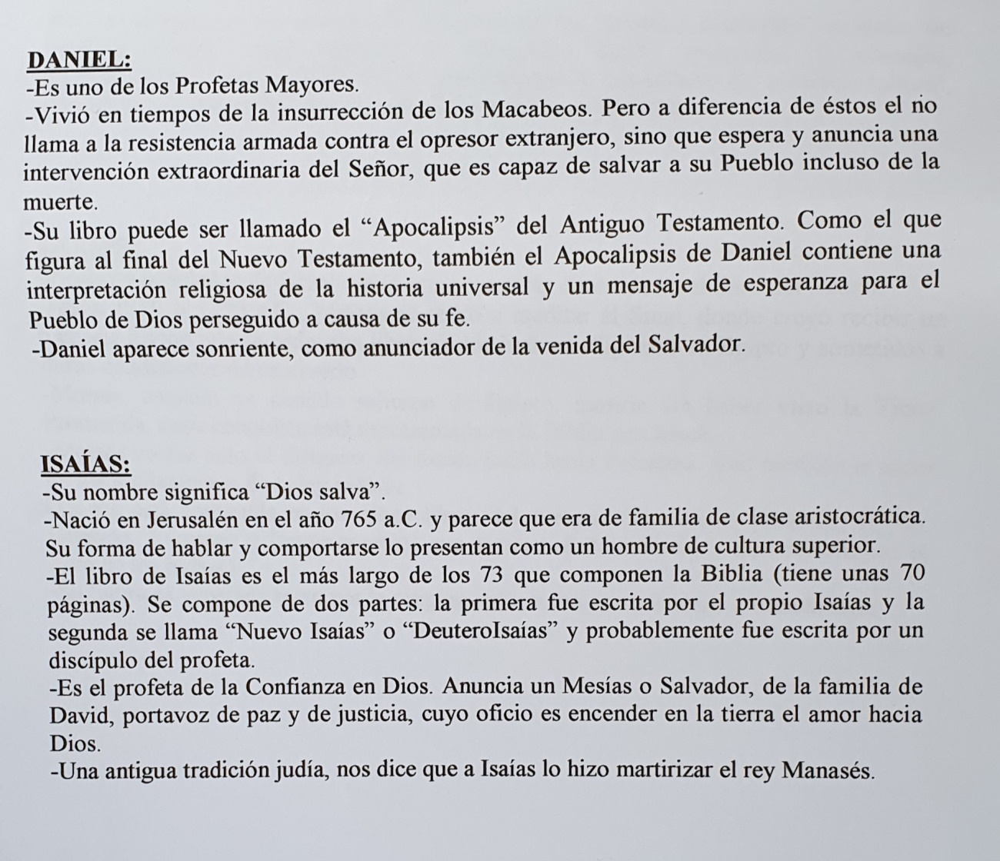 DANIEL:
-Es uno de los Profetas Mayores.
-Vivió en tiempos de la insurrección de los Macabeos. Pero a diferencia de éstos el no
llama a la resistencia armada contra el opresor extranjero, sino que espera y anuncia una
intervención extraordinaria del Señor, que es capaz de salvar a su Pueblo incluso de la
muerte.
-Su libro puede ser llamado el “Apocalipsis” del Antiguo Testamento. Como el que
figura al final del Nuevo Testamento, también el Apocalipsis de Daniel contiene una
interpretación religiosa de la historia universal y un mensaje de esperanza para el
Pueblo de Dios perseguido a causa de su fe.
-Daniel aparece sonriente, como anunciador de la venida del Salvador.
ISAÍAS:
-Su nombre significa “Dios salva”.
-Nació en Jerusalén en el año 765 a.C. y parece que era de familia de clase aristocrática.
Su forma de hablar y comportarse lo presentan como un hombre de cultura superior.
-El libro de Isaías es el más largo de los 73 que componen la Biblia (tiene unas 70
páginas). Se compone de dos partes: la primera fue escrita por el propio Isaías y la
segunda se llama “Nuevo Isaías” o “DeuteroIsaías” y probablemente fue escrita por un
discípulo del profeta.
-Es el profeta de la Confianza en Dios. Anuncia un Mesías o Salvador, de la familia de
David, portavoz de paz y de justicia, cuyo oficio es encender en la tierra el amor hacia
Dios.
-Una antigua tradición judía, nos dice que a Isaías lo hizo martirizar el rey Manasés.